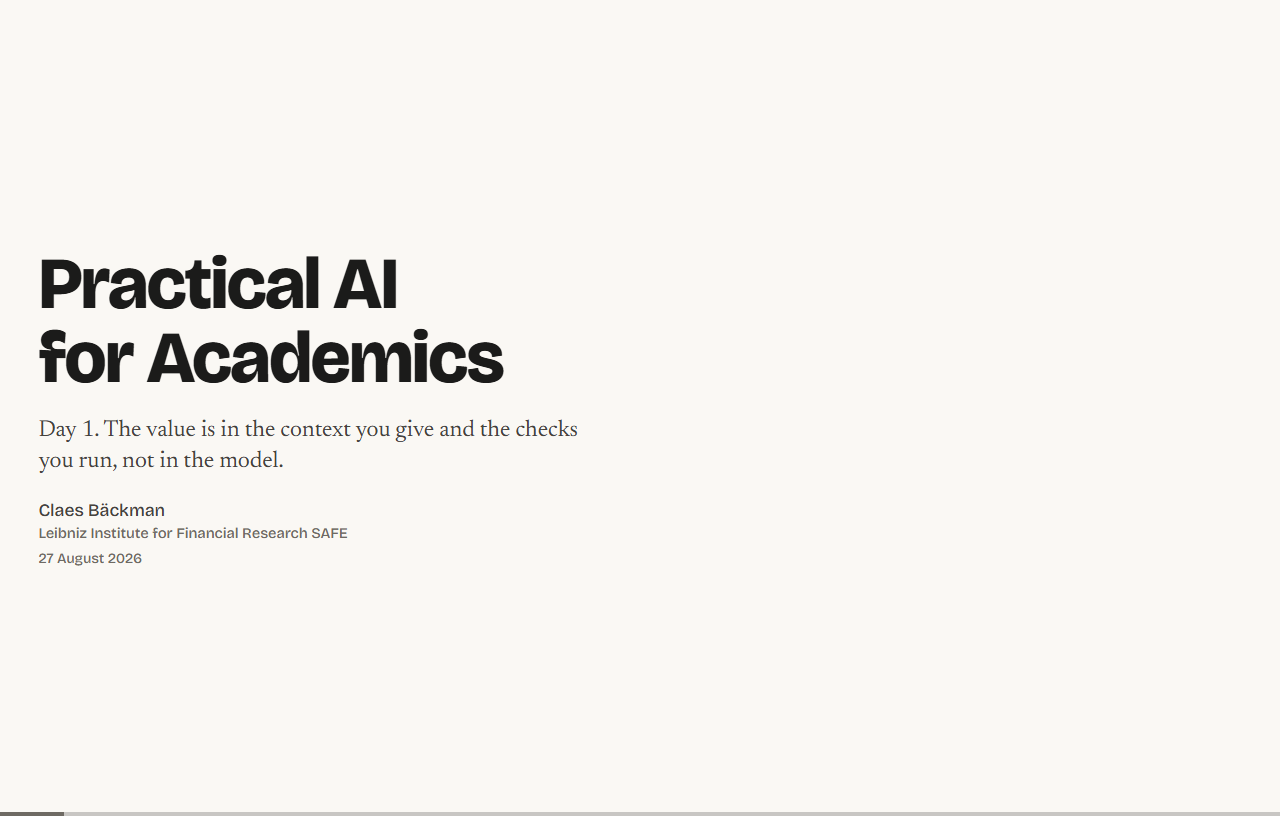 Practical AI
for Academics
Day 1. The value is in the context you give and the checks
you run, not in the model.
Claes Bäckman
Leibniz Institute for Financial Research SAFE
27 August 2026